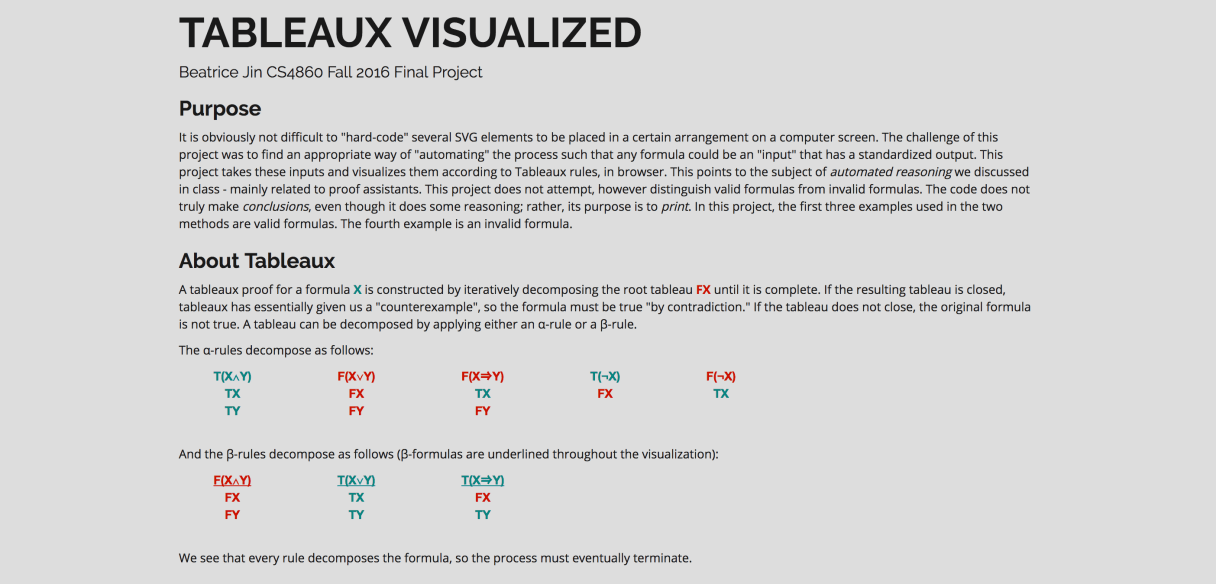 TABLEAUX VISUALIZED
Beatrice Jin CS4860 Fall 2016 Final Project
Purpose
It is obviously not difficult to "hard-code" several SVG elements to be placed in a certain arrangement on a computer screen. The challenge of this
project was to find an appropriate way of "automating" the process such that any formula could be an "input" that has a standardized output. This
project takes these inputs and visualizes them according to Tableaux rules, in browser. This points to the subject of automated reasoning we discussed
in class - mainly related to proof assistants. This project does not attempt, however distinguish valid formulas from invalid formulas. The code does not
truly make conclusions, even though it does some reasoning; rather, its purpose is to print. In this project, the first three examples used in the two
methods are valid formulas. The fourth example is an invalid formula.
About Tableaux
A tableaux proof for a formula X is constructed by iteratively decomposing the root tableau FX until it is complete. If the resulting tableau is closed,
tableaux has essentially given us a "counterexample", so the formula must be true "by contradiction." If the tableau does not close, the original formula
is not true. A tableau can be decomposed by applying either an α-rule or a β-rule.
The α-rules decompose as follows:
T(X∧Y) F(X∨Y) F(X⇒Y) T(¬X) F(¬X)
TX FX TX FX TX
TY FY FY
And the β-rules decompose as follows (β-formulas are underlined throughout the visualization):
F(X∧Y) T(X∨Y) T(X⇒Y)
FX TX FX
FY TY TY
We see that every rule decomposes the formula, so the process must eventually terminate.